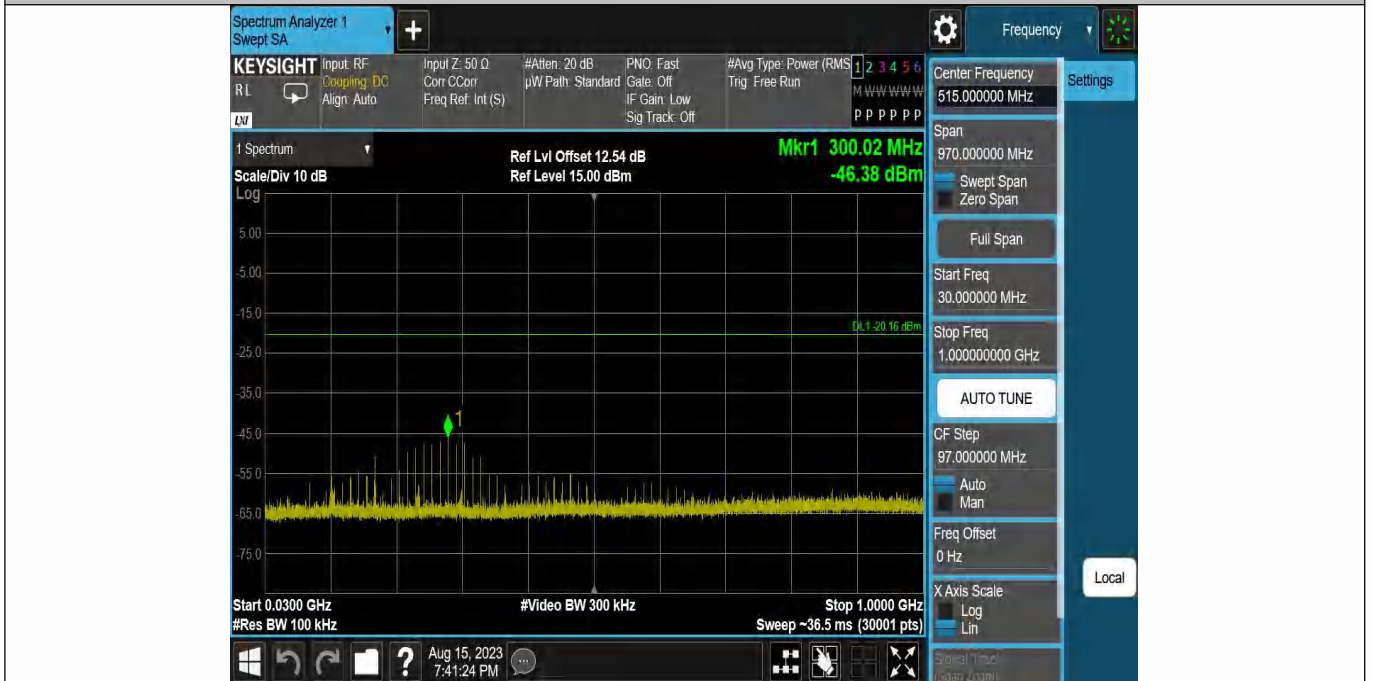 Spectrum Analyzer 1
Swept SA
+
Frequency
KEYSIGHT
RL
LXI
Input: RF
Coupling: DC
Align: Auto
Input Z: 50 Ω
Corr CCorr
Freq Ref: Int (S)
#Atten: 20 dB
µW Path: Standard
PNO: Fast
Gate: Off
IF Gain: Low
Sig Track: Off
#Avg Type: Power (RMS
Trig: Free Run
1 2 3 4 5 6
M W W W W W
P P P P P P
Center Frequency
515.000000 MHz
Settings
1 Spectrum
Scale/Div 10 dB
Ref Lvl Offset 12.54 dB
Ref Level 15.00 dBm
Mkr1 300.02 MHz
-46.38 dBm
Log
5.00
-5.00
-15.0
-25.0
-35.0
-45.0
-55.0
-65.0
-75.0
DL1 -20.16 dBm
1
Span
970.000000 MHz
Swept Span
Zero Span
Full Span
Start Freq
30.000000 MHz
Stop Freq
1.000000000 GHz
AUTO TUNE
CF Step
97.000000 MHz
Auto
Man
Freq Offset
0 Hz
X Axis Scale
Log
Lin
Signal Track
(Span Zoom)
Local
Start 0.0300 GHz
#Res BW 100 kHz
#Video BW 300 kHz
Stop 1.0000 GHz
Sweep ~36.5 ms (30001 pts)
?
Aug 15, 2023
7:41:24 PM